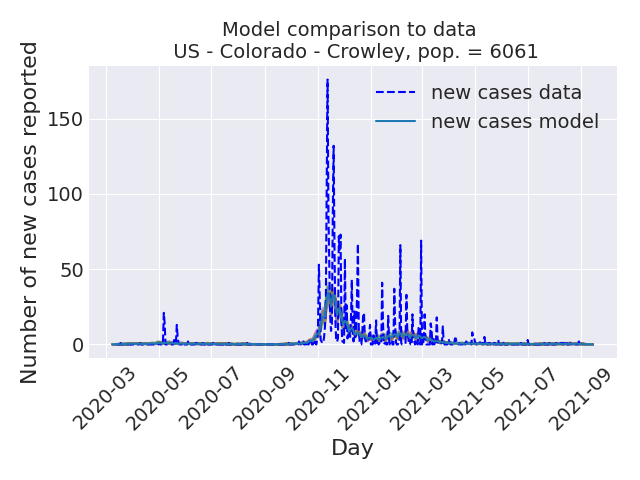 Model comparison to data
US - Colorado - Crowley, pop. = 6061
new cases data
new cases model
Number of new cases reported
150
100
50
0
2020-03
2020-05
2020-07
2020-09
2020-11
2021-01
2021-03
2021-05
2021-07
2021-09
Day